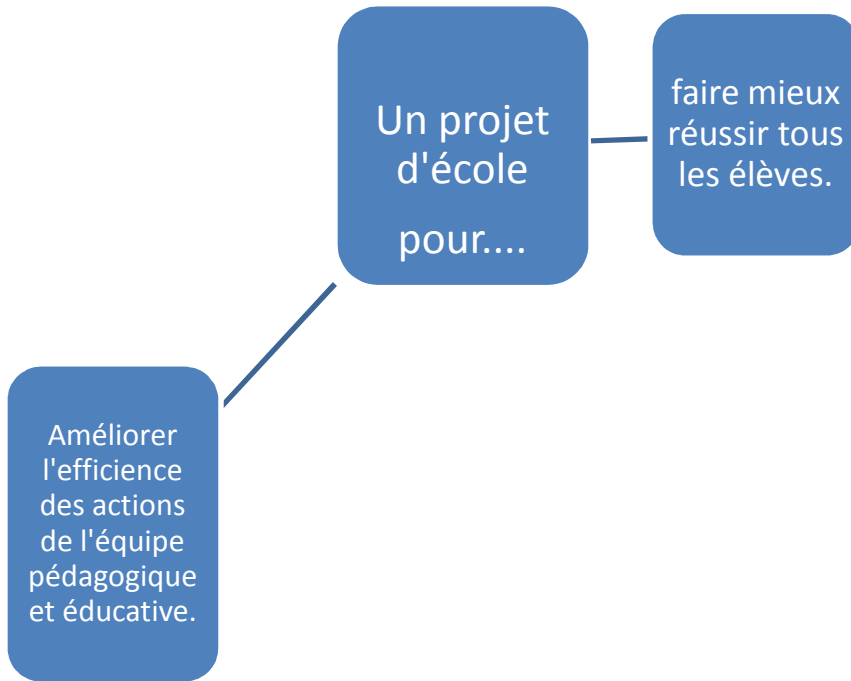 Un projet
d'école
pour....
faire mieux
réussir tous
les élèves.
Améliorer
l'efficience
des actions
de l'équipe
pédagogique
et éducative.